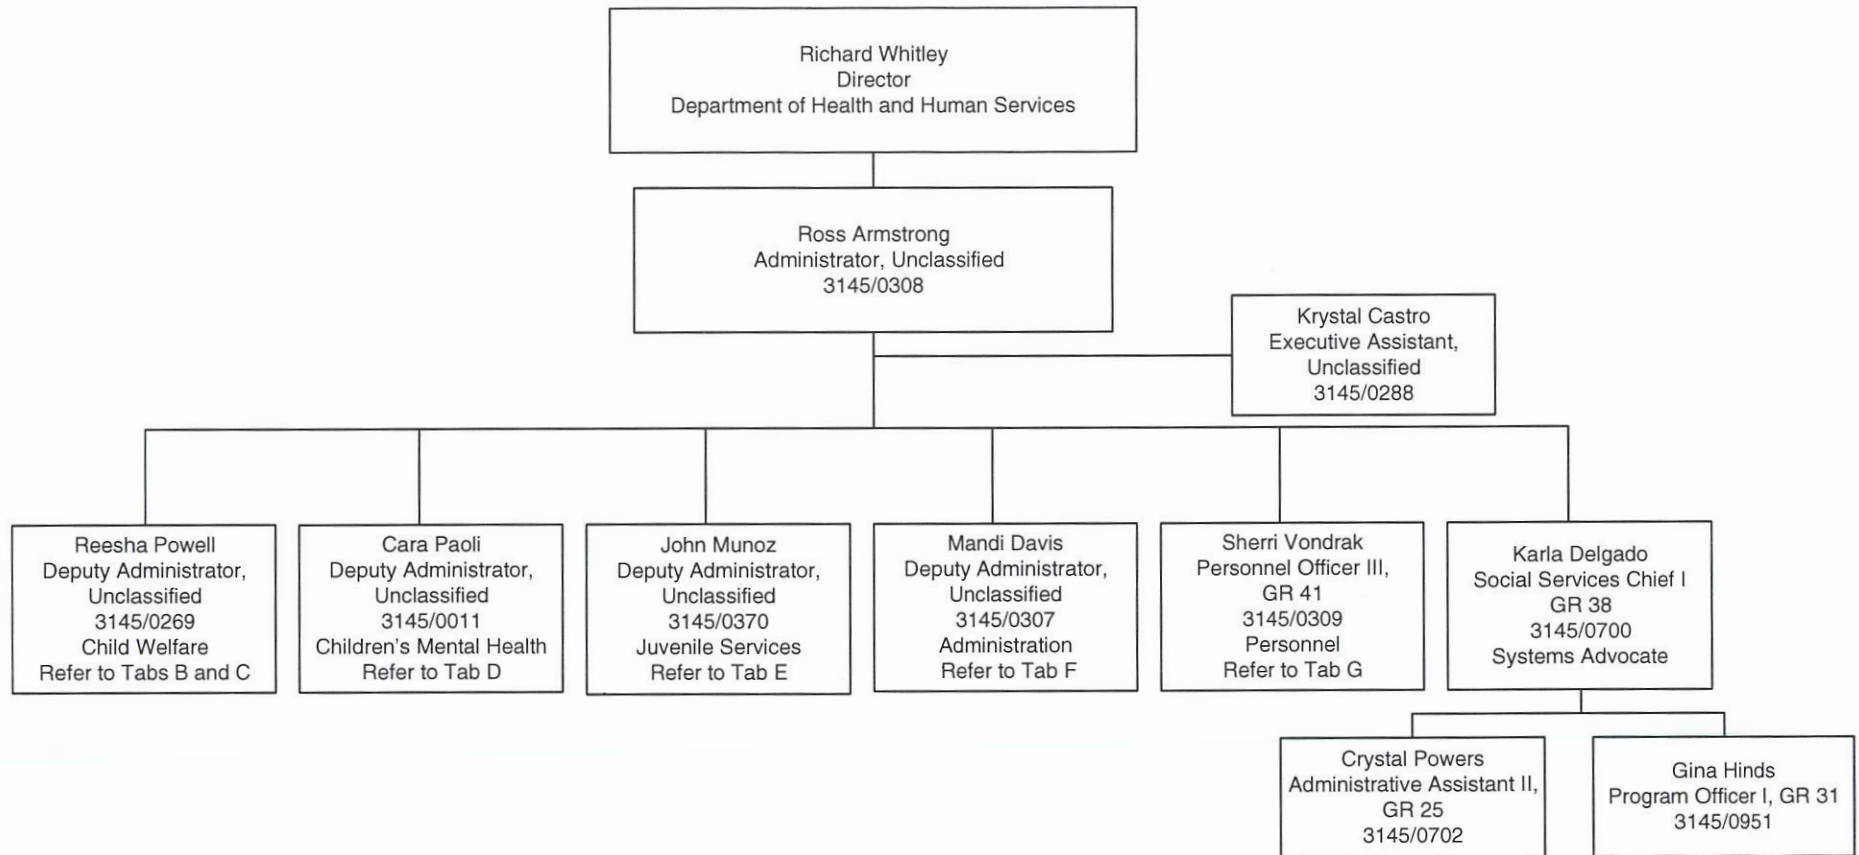 Richard Whitley
Director
Department of Health and Human Services
Ross Armstrong
Administrator, Unclassified
3145/0308
Krystal Castro
Executive Assistant,
Unclassified
3145/0288
Reesha Powell
Deputy Administrator,
Unclassified
3145/0269
Child Welfare
Refer to Tabs B and C
Cara Paoli
Deputy Administrator,
Unclassified
3145/0011
Children's Mental Health
Refer to Tab D
John Munoz
Deputy Administrator,
Unclassified
3145/0370
Juvenile Services
Refer to Tab E
Mandi Davis
Deputy Administrator,
Unclassified
3145/0307
Administration
Refer to Tab F
Sherri Vondrak
Personnel Officer III,
GR 41
3145/0309
Personnel
Refer to Tab G
Karla Delgado
Social Services Chief I
GR 38
3145/0700
Systems Advocate
Crystal Powers
Administrative Assistant II,
GR 25
3145/0702
Gina Hinds
Program Officer I, GR 31
3145/0951